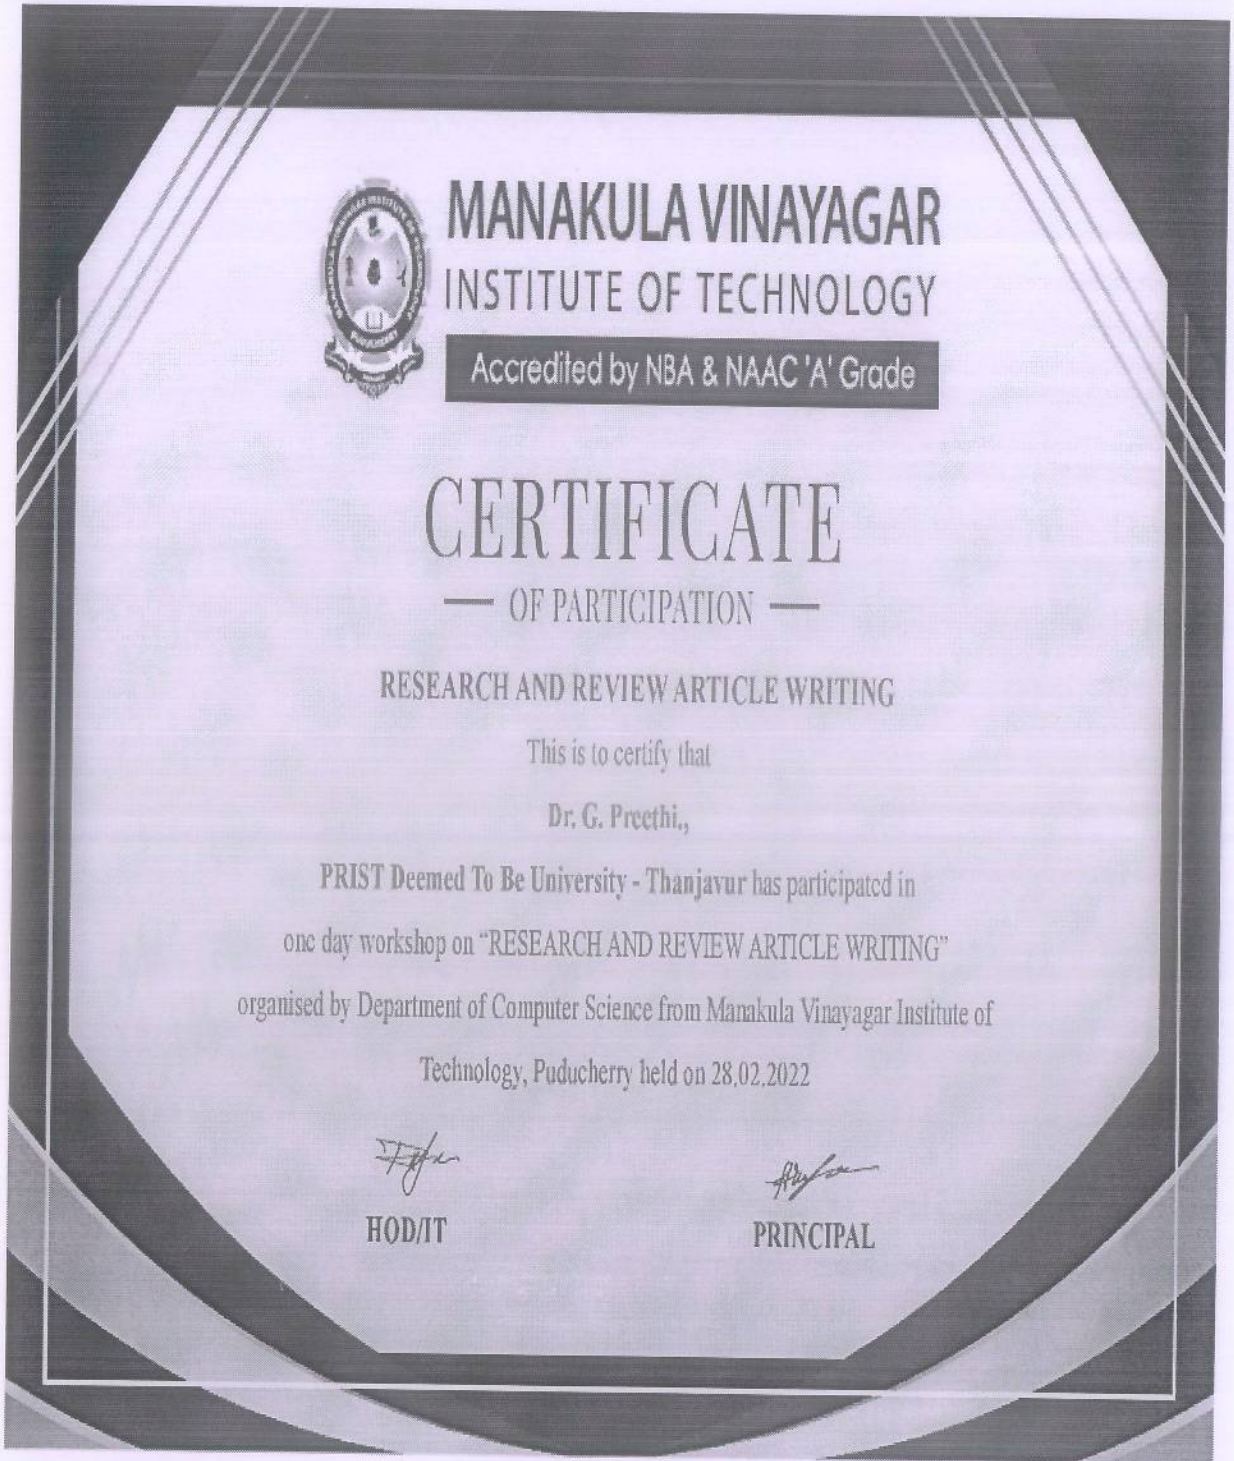 MANAKULA VINAYAGAR
INSTITUTE OF TECHNOLOGY
Accredited by NBA & NAAC 'A' Grade
CERTIFICATE
OF PARTICIPATION
RESEARCH AND REVIEW ARTICLE WRITING
This is to certify that
Dr. G. Preethi.,
PRIST Deemed To Be University - Thanjavur has participated in
one day workshop on “RESEARCH AND REVIEW ARTICLE WRITING”
organised by Department of Computer Science from Manakula Vinayagar Institute of
Technology, Puducherry held on 28.02.2022
HOD/IT
PRINCIPAL